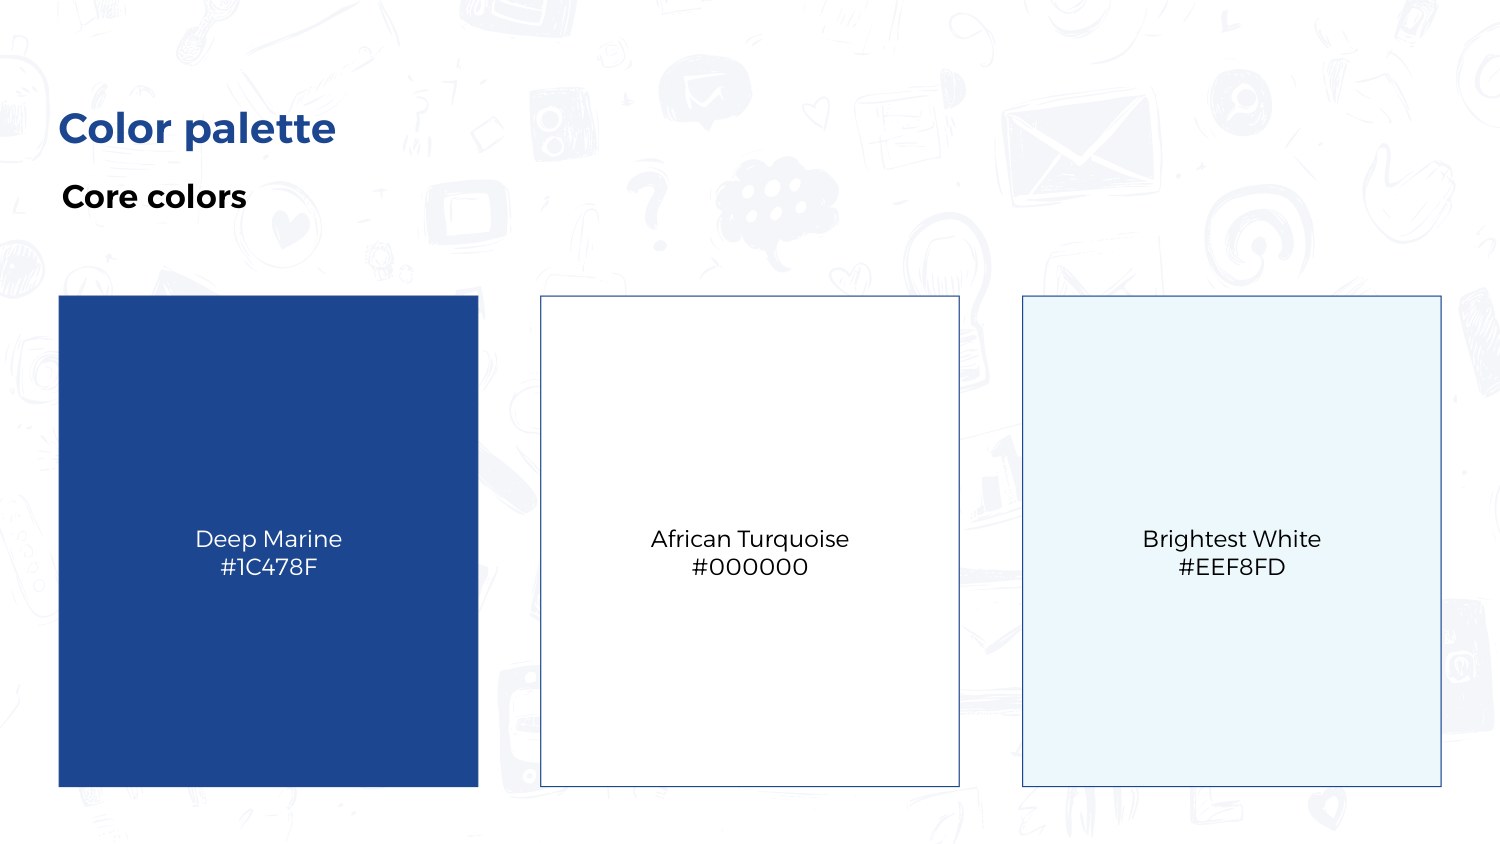 Color palette
Core colors
Deep Marine
#1C478F
African Turquoise
#000000
Brightest White
#EEF8FD